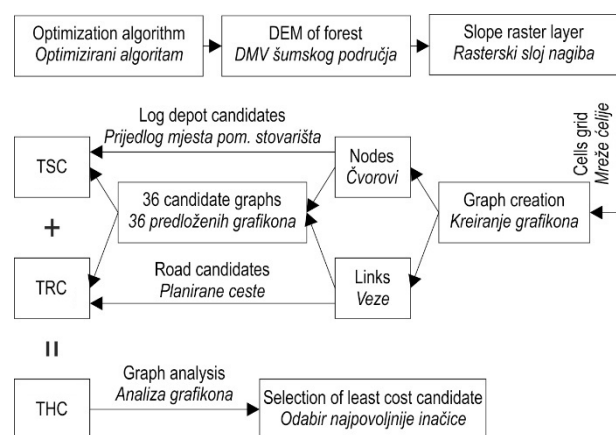 Optimization algorithm
Optimizirani algoritam
DEM of forest
DMV šumskog područja
Slope raster layer
Rasterski sloj nagiba
Cells grid
Mreže ćelije
Log depot candidates
Prijedlog mjesta pom. stovarišta
TSC
Nodes
Čvorovi
36 candidate graphs
36 predloženih grafikona
Graph creation
Kreiranje grafikona
+
Road candidates
Planirane ceste
TRC
Links
Veze
=
Graph analysis
Analiza grafikona
THC
Selection of least cost candidate
Odabir najpovoljnije inačice